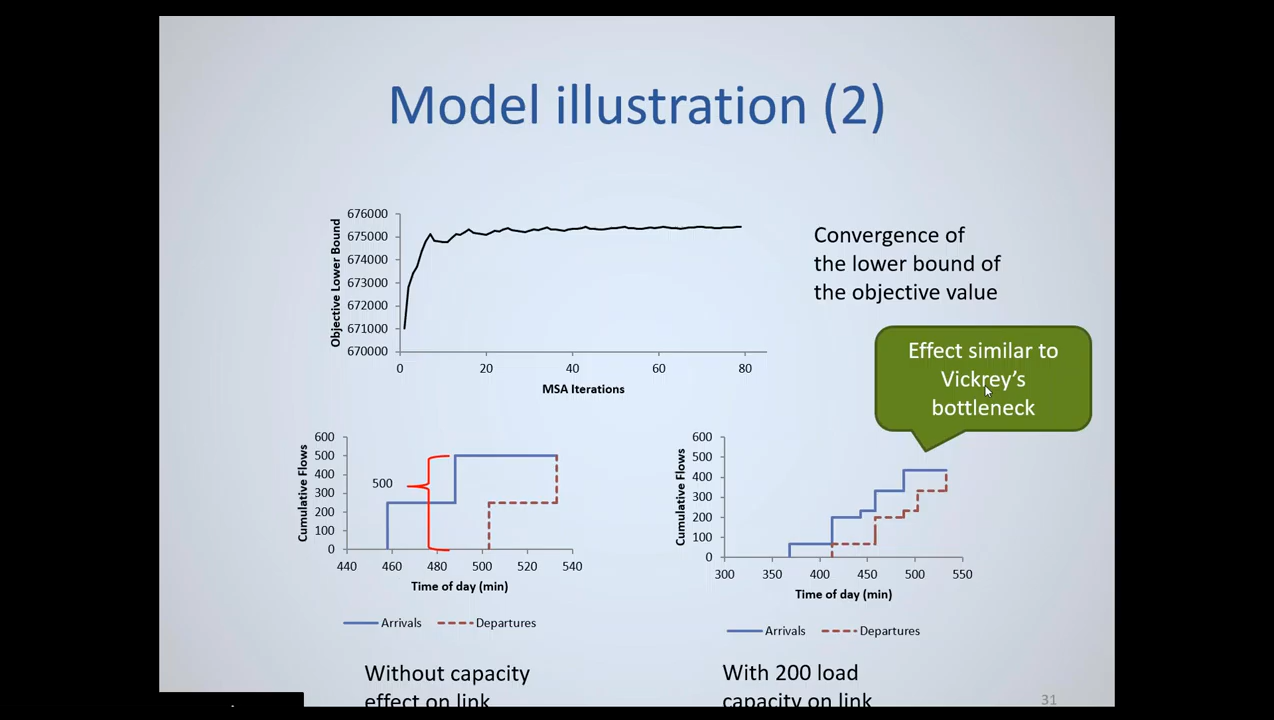 Model illustration (2)
676000
675000
674000
673000
672000
671000
670000
Objective Lower Bound
0 20 40 60 80
MSA Iterations
Convergence of
the lower bound of
the objective value
Effect similar to
Vickrey's
bottleneck
600
500
400
300
200
100
0
Cumulative Flows
500
440 460 480 500 520 540
Time of day (min)
Arrivals Departures
Without capacity
effect on link
600
500
400
300
200
100
0
Cumulative Flows
300 350 400 450 500 550
Time of day (min)
Arrivals Departures
With 200 load
capacity on link
31